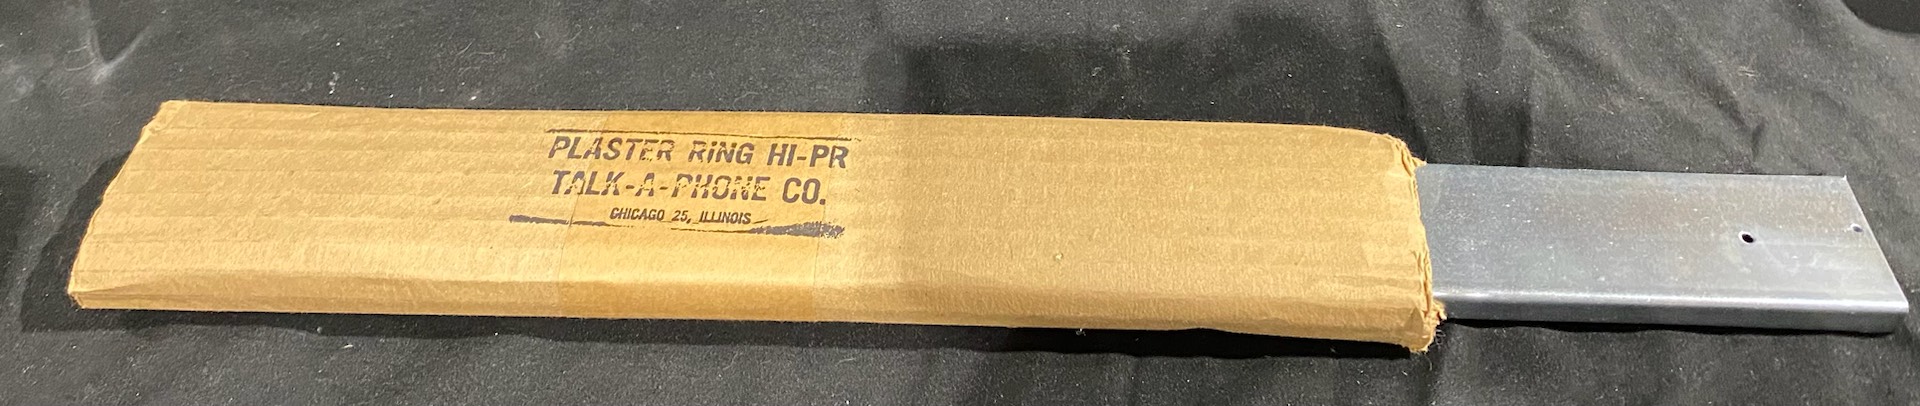 PLASTER RING HI-PR
TALK-A-PHONE CO.
CHICAGO 25, ILLINOIS